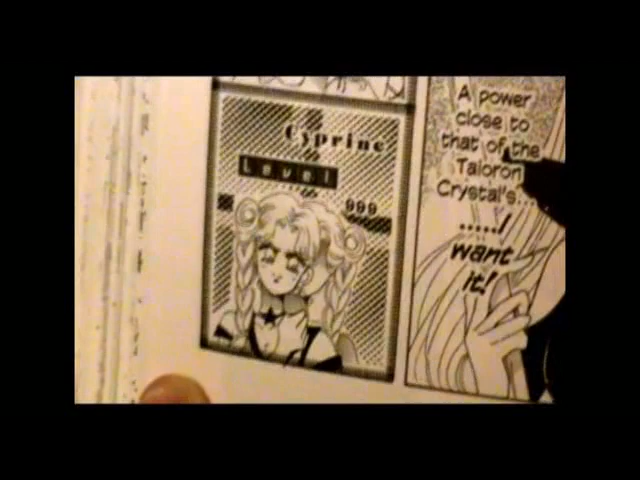 Cyprine
Level
999
A power
close to
that of the
Taloron
Crystal's...
...../
want
it!